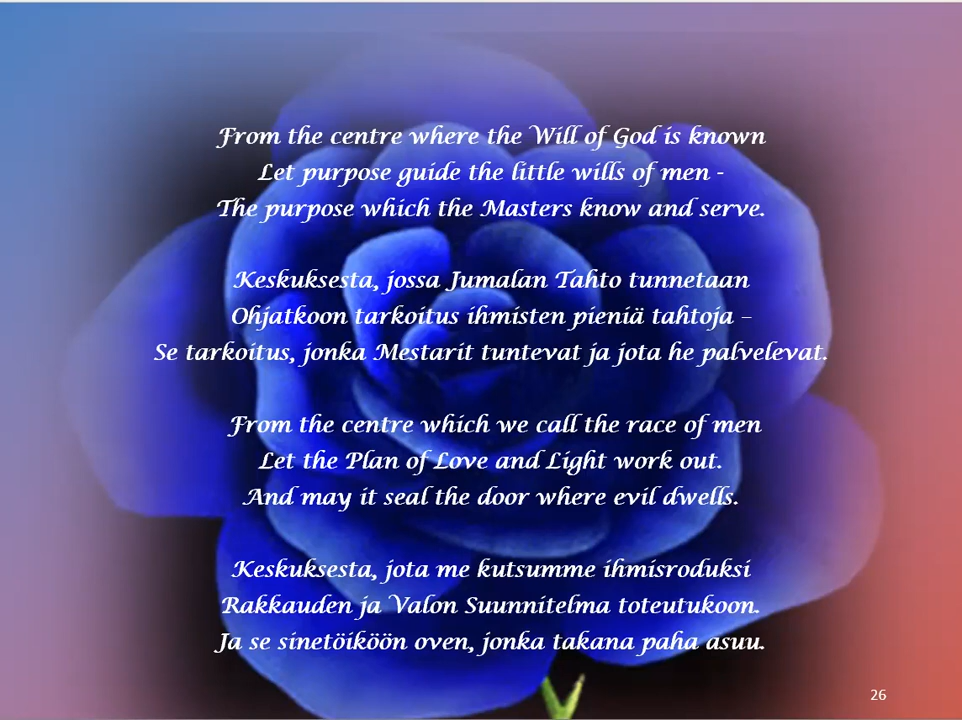 From the centre where the Will of God is known
Let purpose guide the little wills of men -
The purpose which the Masters know and serve.
Keskuksesta, jossa Jumalan Tahto tunnetaan
Ohjatkoon tarkoitus ihmisten pieniä tahtoja –
Se tarkoitus, jonka Mestarit tuntevat ja jota he palvelevat.
From the centre which we call the race of men
Let the Plan of Love and Light work out.
And may it seal the door where evil dwells.
Keskuksesta, jota me kutsumme ihmisroduksi
Rakkauden ja Valon Suunnitelma toteutukoon.
Ja se sinetöiköön oven, jonka takana paha asuu.
26